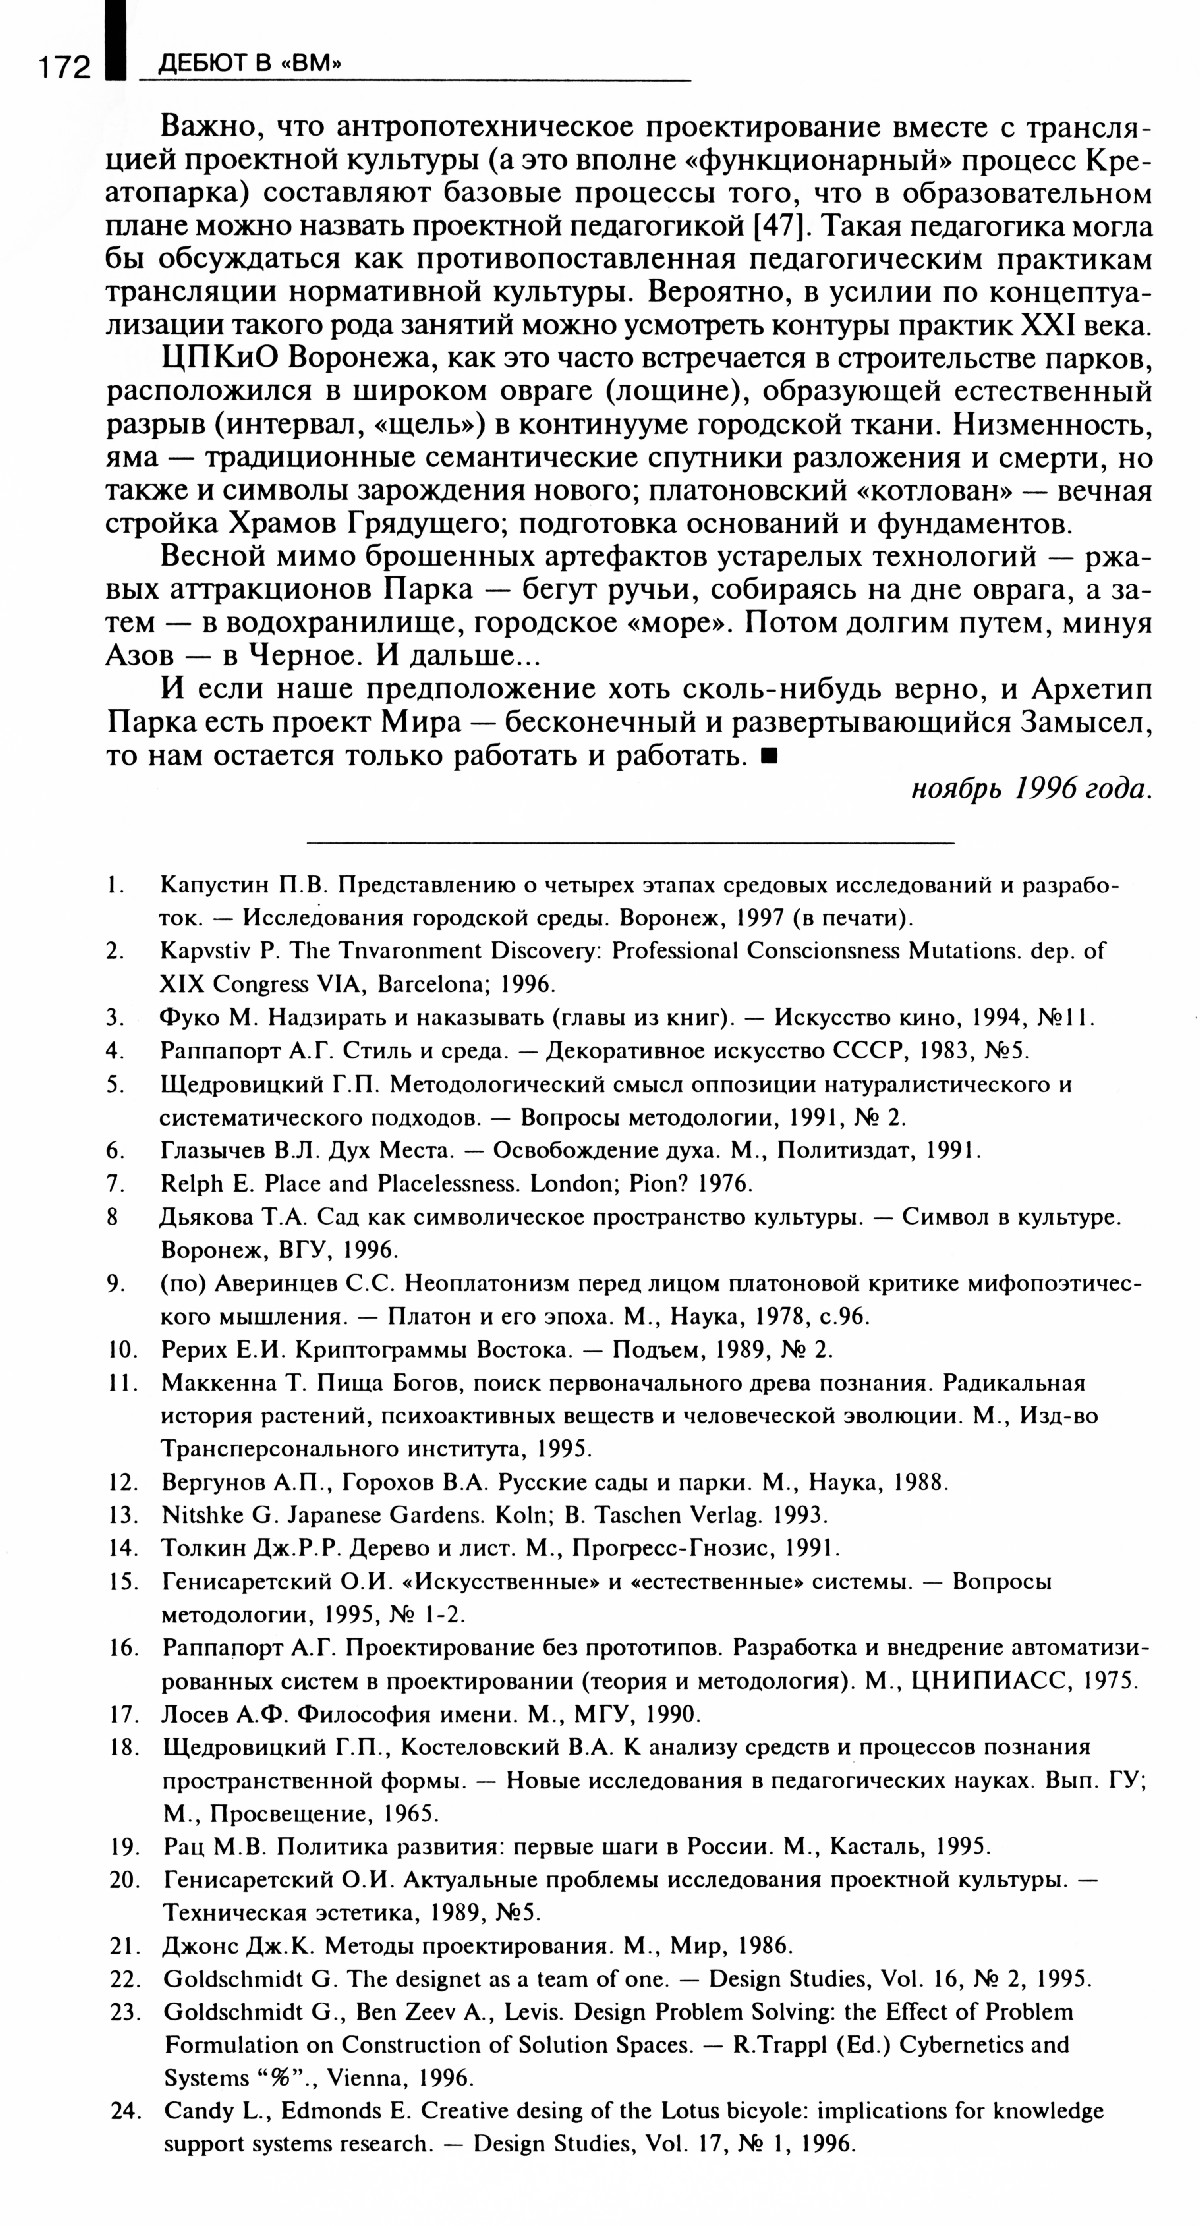 172
ДЕБЮТ В «ВМ»
Важно, что антропотехническое проектирование вместе с трансля-
цией проектной культуры (а это вполне «функционарный» процесс Кре-
атопарка) составляют базовые процессы того, что в образовательном
плане можно назвать проектной педагогикой [47]. Такая педагогика могла
бы обсуждаться как противопоставленная педагогическим практикам
трансляции нормативной культуры. Вероятно, в усилии по концептуа-
лизации такого рода занятий можно усмотреть контуры практик XXI века.
ЦПКиО Воронежа, как это часто встречается в строительстве парков,
расположился в широком овраге (лощине), образующей естественный
разрыв (интервал, «щель») в континууме городской ткани. Низменность,
яма — традиционные семантические спутники разложения и смерти, но
также и символы зарождения нового; платоновский «котлован» — вечная
стройка Храмов Грядущего; подготовка оснований и фундаментов.
Весной мимо брошенных артефактов устарелых технологий — ржа-
вых аттракционов Парка — бегут ручьи, собираясь на дне оврага, а за-
тем — в водохранилище, городское «море». Потом долгим путем, минуя
Азов — в Черное. И дальше...
И если наше предположение хоть сколь-нибудь верно, и Архетип
Парка есть проект Мира — бесконечный и развертывающийся Замысел,
то нам остается только работать и работать. ■
ноябрь 1996 года.
1. Капустин П.В. Представлению о четырех этапах средовых исследований и разрабо-
ток. — Исследования городской среды. Воронеж, 1997 (в печати).
2. Kapvstiv P. The Tnvaronment Discovery: Professional Conscionsness Mutations. dep. of
XIX Congress VIA, Barcelona; 1996.
3. Фуко М. Надзирать и наказывать (главы из книг). — Искусство кино, 1994, №11.
4. Раппапорт А.Г. Стиль и среда. — Декоративное искусство СССР, 1983, №5.
5. Щедровицкий Г.П. Методологический смысл оппозиции натуралистического и
систематического подходов. — Вопросы методологии, 1991, № 2.
6. Глазычев В.Л. Дух Места. — Освобождение духа. М., Политиздат, 1991.
7. Relph E. Place and Placelessness. London; Pion? 1976.
8 Дьякова Т.А. Сад как символическое пространство культуры. — Символ в культуре.
Воронеж, ВГУ, 1996.
9. (по) Аверинцев С.С. Неоплатонизм перед лицом платоновой критике мифопоэтичес-
кого мышления. — Платон и его эпоха. М., Наука, 1978, с.96.
10. Рерих Е.И. Криптограммы Востока. — Подъем, 1989, № 2.
11. Маккенна Т. Пища Богов, поиск первоначального древа познания. Радикальная
история растений, психоактивных веществ и человеческой эволюции. М., Изд-во
Трансперсонального института, 1995.
12. Вергунов А.П., Горохов В.А. Русские сады и парки. М., Наука, 1988.
13. Nitshke G. Japanese Gardens. Koln; B. Taschen Verlag. 1993.
14. Толкин Дж.Р.Р. Дерево и лист. М., Прогресс-Гнозис, 1991.
15. Генисаретский О.И. «Искусственные» и «естественные» системы. — Вопросы
методологии, 1995, № 1-2.
16. Раппапорт А.Г. Проектирование без прототипов. Разработка и внедрение автоматизи-
рованных систем в проектировании (теория и методология). М., ЦНИПИАСС, 1975.
17. Лосев А.Ф. Философия имени. М., МГУ, 1990.
18. Щедровицкий Г.П., Костеловский В.А. К анализу средств и процессов познания
пространственной формы. — Новые исследования в педагогических науках. Вып. ГУ;
М., Просвещение, 1965.
19. Рац М.В. Политика развития: первые шаги в России. М., Касталь, 1995.
20. Генисаретский О.И. Актуальные проблемы исследования проектной культуры. —
Техническая эстетика, 1989, №5.
21. Джонс Дж.К. Методы проектирования. М., Мир, 1986.
22. Goldschmidt G. The designet as a team of one. — Design Studies, Vol. 16, № 2, 1995.
23. Goldschmidt G., Ben Zeev A., Levis. Design Problem Solving: the Effect of Problem
Formulation on Construction of Solution Spaces. — R.Trappl (Ed.) Cybernetics and
Systems “%”., Vienna, 1996.
24. Candy L., Edmonds E. Creative desing of the Lotus bicyole: implications for knowledge
support systems research. — Design Studies, Vol. 17, № 1, 1996.